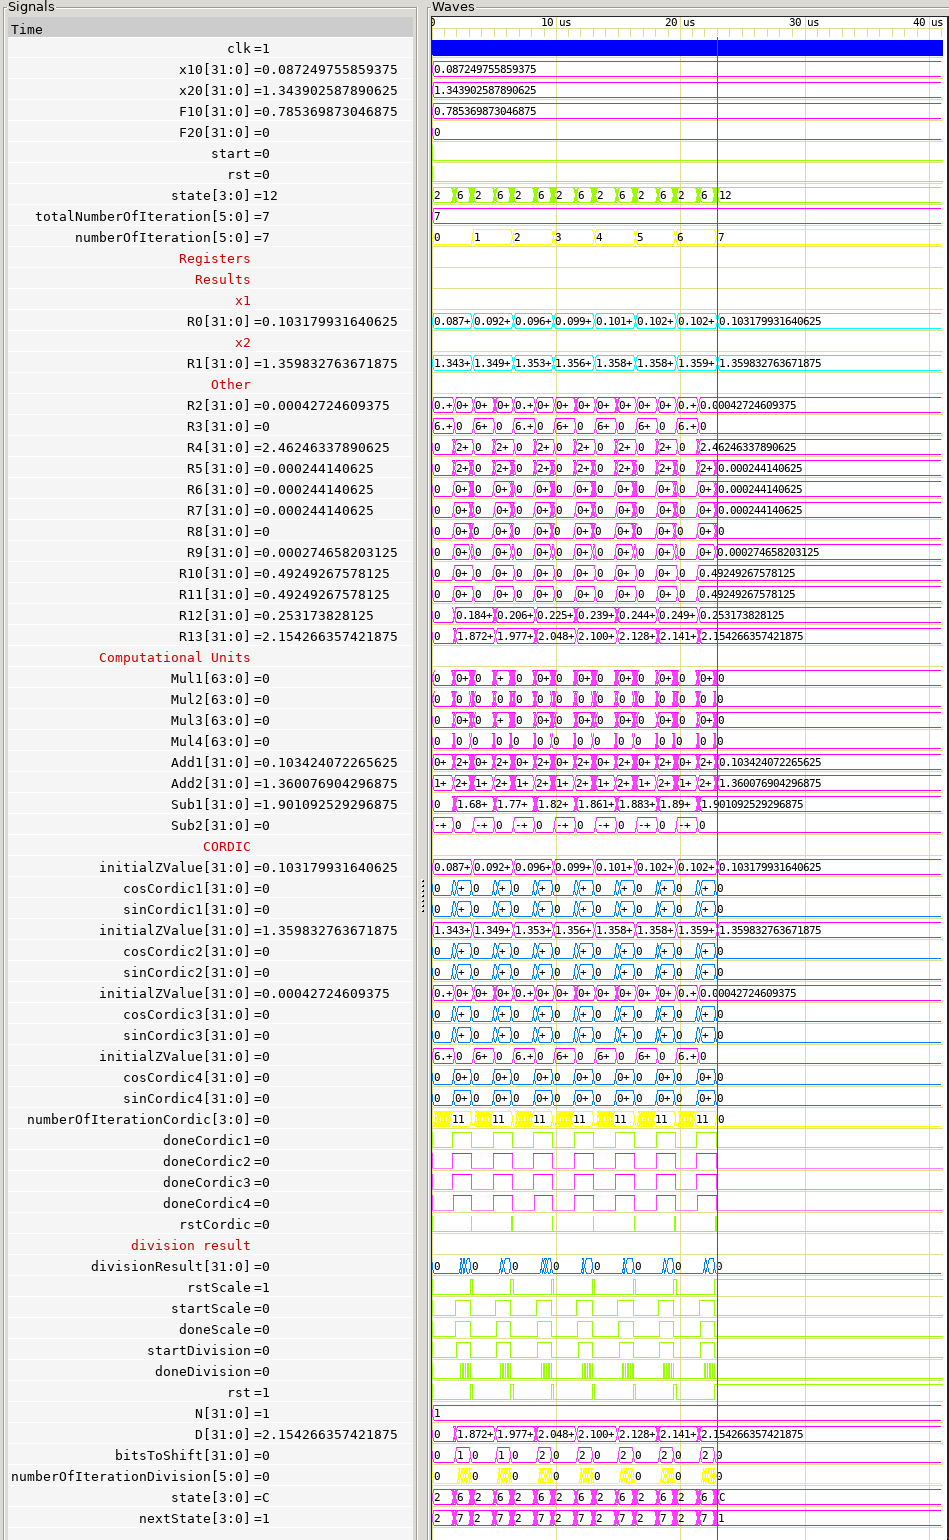 Signals Waves
Time 0 10 us 20 us 30 us 40 us
clk=1
x10[31:0]=0.087249755859375 0.087249755859375
x20[31:0]=1.343902587890625 1.343902587890625
F10[31:0]=0.785369873046875 0.785369873046875
F20[31:0]=0 0
start=0
rst=0
state[3:0]=12 2 6 2 6 2 6 2 6 2 6 2 6 2 6 12
totalNumberOfIteration[5:0]=7 7
numberOfIteration[5:0]=7 0 1 2 3 4 5 6 7
Registers
Results
x1
R0[31:0]=0.103179931640625 0.087+ 0.092+ 0.096+ 0.099+ 0.101+ 0.102+ 0.102+ 0.103179931640625
x2
R1[31:0]=1.359832763671875 1.343+ 1.349+ 1.353+ 1.356+ 1.358+ 1.358+ 1.359+ 1.359832763671875
Other
R2[31:0]=0.00042724609375 0.+ 0+ 0+ 0+ 0.+ 0+ 0+ 0+ 0+ 0+ 0+ 0+ 0.+ 0.00042724609375
R3[31:0]=0 6.+ 0 6+ 0 6.+ 0 6+ 0 6+ 0 6+ 0 6.+ 0
R4[31:0]=2.46246337890625 0 2+ 0 2+ 0 2+ 0 2+ 0 2+ 0 2+ 0 2.46246337890625
R5[31:0]=0.000244140625 0 2+ 0 2+ 0 2+ 0 2+ 0 2+ 0 2+ 0 2+ 0.000244140625
R6[31:0]=0.000244140625 0 0+ 0 0+ 0 0+ 0 0+ 0 0+ 0 0+ 0 0+ 0.000244140625
R7[31:0]=0.000244140625 0 0+ 0 0+ 0 0+ 0 0+ 0 0+ 0 0+ 0 0+ 0.000244140625
R8[31:0]=0 0 0+ 0 0+ 0 0+ 0 0+ 0 0+ 0 0+ 0 0+ 0
R9[31:0]=0.000274658203125 0 0+ 0 0+ 0 0+ 0 0+ 0 0+ 0 0+ 0 0+ 0.000274658203125
R10[31:0]=0.49249267578125 0 0+ 0 0+ 0 0+ 0 0+ 0 0+ 0 0+ 0 0.49249267578125
R11[31:0]=0.49249267578125 0 0+ 0 0+ 0 0+ 0 0+ 0 0+ 0 0+ 0 0.49249267578125
R12[31:0]=0.253173828125 0 0.184+ 0.206+ 0.225+ 0.239+ 0.244+ 0.249+ 0.253173828125
R13[31:0]=2.154266357421875 0 1.872+ 1.977+ 2.048+ 2.100+ 2.128+ 2.141+ 2.154266357421875
Computational Units
Mul1[63:0]=0 0 0+ 0 + 0 0+ 0 0+ 0 0+ 0 0+ 0 0+ 0
Mul2[63:0]=0 0 0 0 0 0 0 0 0 0 0 0 0 0 0 0
Mul3[63:0]=0 0 0+ 0 + 0 0+ 0 0+ 0 0+ 0 0+ 0 0+ 0
Mul4[63:0]=0 0 0 0 0 0 0 0 0 0 0 0 0 0 0 0
Add1[31:0]=0.103424072265625 0+ 2+ 0+ 2+ 0+ 2+ 0+ 2+ 0+ 2+ 0+ 2+ 0+ 2+ 0.103424072265625
Add2[31:0]=1.360076904296875 1+ 2+ 1+ 2+ 1+ 2+ 1+ 2+ 1+ 2+ 1+ 2+ 1+ 2+ 1.360076904296875
Sub1[31:0]=1.901092529296875 0 1.68+ 1.77+ 1.82+ 1.861+ 1.883+ 1.89+ 1.901092529296875
Sub2[31:0]=0 -+ 0 -+ 0 -+ 0 -+ 0 -+ 0 -+ 0 -+ 0
CORDIC
initialZValue[31:0]=0.103179931640625 0.087+ 0.092+ 0.096+ 0.099+ 0.101+ 0.102+ 0.102+ 0.103179931640625
cosCordic1[31:0]=0 0 + 0 + 0 + 0 + 0 + 0 + 0 + 0
sinCordic1[31:0]=0 0 + 0 + 0 + 0 + 0 + 0 + 0 + 0
initialZValue[31:0]=1.359832763671875 1.343+ 1.349+ 1.353+ 1.356+ 1.358+ 1.358+ 1.359+ 1.359832763671875
cosCordic2[31:0]=0 0 + 0 + 0 + 0 + 0 + 0 + 0 + 0
sinCordic2[31:0]=0 0 + 0 + 0 + 0 + 0 + 0 + 0 + 0
initialZValue[31:0]=0.00042724609375 0.+ 0+ 0+ 0+ 0.+ 0+ 0+ 0+ 0+ 0+ 0+ 0+ 0.+ 0.00042724609375
cosCordic3[31:0]=0 0 + 0 + 0 + 0 + 0 + 0 + 0 + 0
sinCordic3[31:0]=0 0 + 0 + 0 + 0 + 0 + 0 + 0 + 0
initialZValue[31:0]=0 6.+ 0 6+ 0 6.+ 0 6+ 0 6+ 0 6+ 0 6.+ 0
cosCordic4[31:0]=0 0 0+ 0 0+ 0 0+ 0 0+ 0 0+ 0 0+ 0 0+ 0
sinCordic4[31:0]=0 0 0+ 0 0+ 0 0+ 0 0+ 0 0+ 0 0+ 0 0+ 0
numberOfIterationCordic[3:0]=0 11 11 11 11 11 11 11 0
doneCordic1=0
doneCordic2=0
doneCordic3=0
doneCordic4=0
rstCordic=0
division result
divisionResult[31:0]=0 0 0 0 0 0 0 0 0
rstScale=1
startScale=0
doneScale=0
startDivision=0
doneDivision=0
rst=1
N[31:0]=1 1
D[31:0]=2.154266357421875 0 1.872+ 1.977+ 2.048+ 2.100+ 2.128+ 2.141+ 2.154266357421875
bitsToShift[31:0]=0 0 1 0 1 0 2 0 2 0 2 0 2 0 2 0
numberOfIterationDivision[5:0]=0 0 0 0 0 0 0 0 0
state[3:0]=C 2 6 2 6 2 6 2 6 2 6 2 6 2 6 C
nextState[3:0]=1 2 7 2 7 2 7 2 7 2 7 2 7 2 7 1